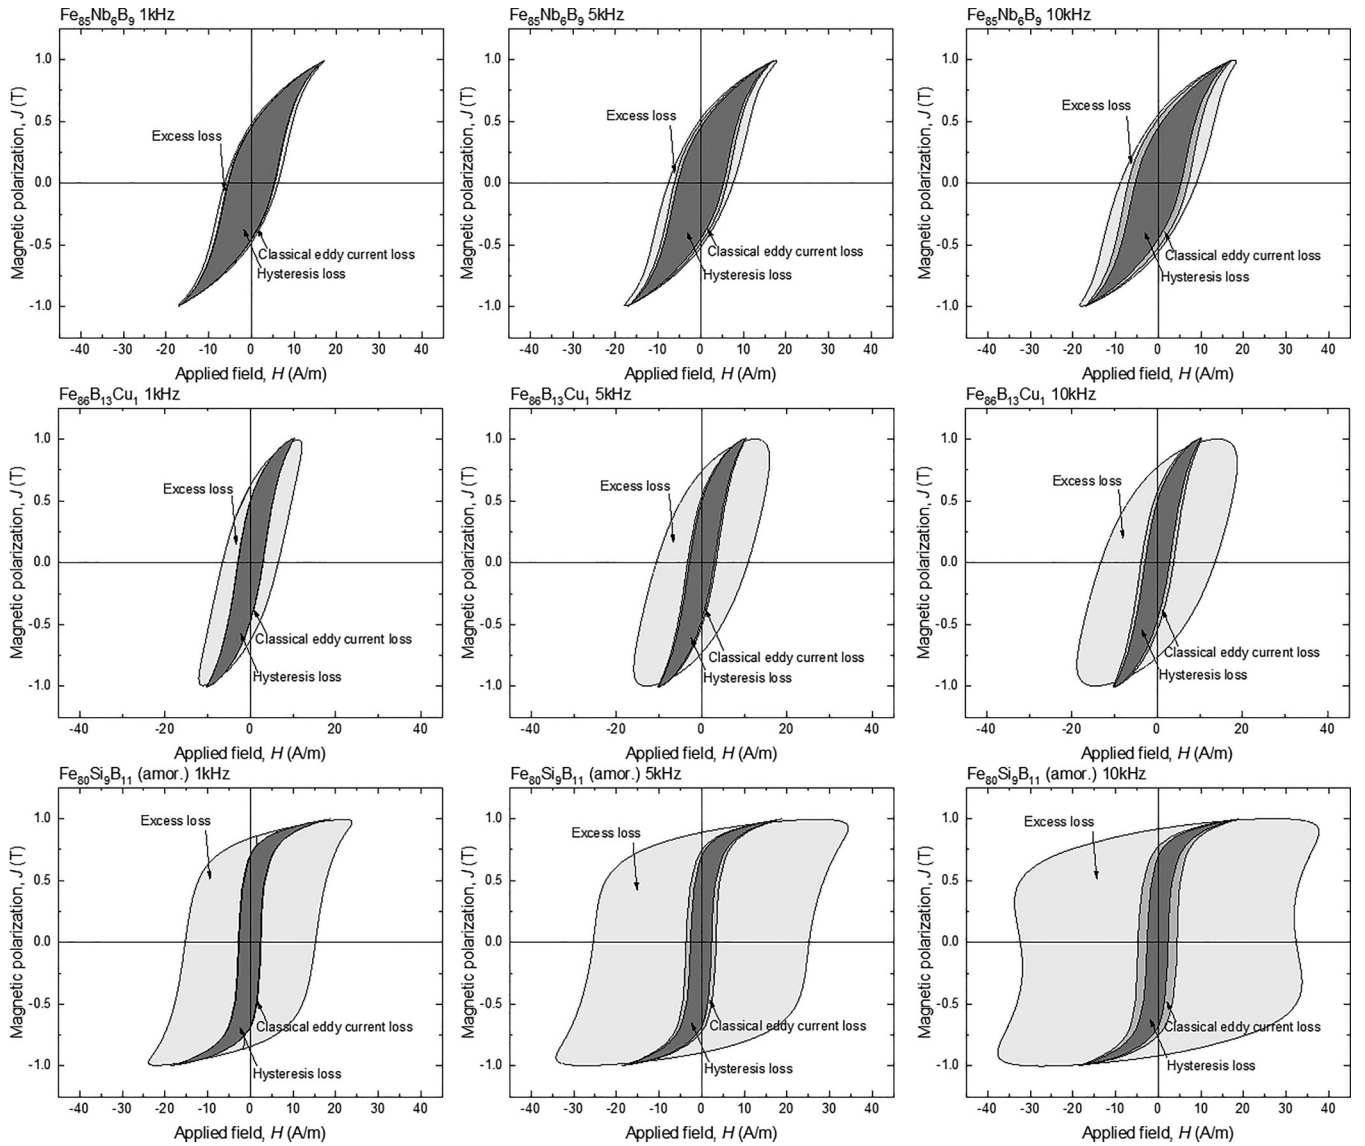 Fe85Nb6B9 1kHz
Magnetic polarization, J (T)
1.0
0.5
0.0
-0.5
-1.0
Excess loss
Classical eddy current loss
Hysteresis loss
-40 -30 -20 -10 0 10 20 30 40
Applied field, H (A/m)
Fe85Nb6B9 5kHz
Magnetic polarization, J (T)
1.0
0.5
0.0
-0.5
-1.0
Excess loss
Classical eddy current loss
Hysteresis loss
-40 -20 0 20 40
Applied field, H (A/m)
Fe85Nb6B9 10kHz
Magnetic polarization, J (T)
1.0
0.5
0.0
-0.5
-1.0
Excess loss
Classical eddy current loss
Hysteresis loss
-40 -30 -20 -10 0 10 20 30 40
Applied field, H (A/m)
Fe86B13Cu1 1kHz
Magnetic polarization, J (T)
1.0
0.5
0.0
-0.5
-1.0
Excess loss
Classical eddy current loss
Hysteresis loss
-40 -30 -20 -10 0 10 20 30 40
Applied field, H (A/m)
Fe86B13Cu1 5kHz
Magnetic polarization, J (T)
1.0
0.5
0.0
-0.5
-1.0
Excess loss
Classical eddy current loss
Hysteresis loss
-40 -20 0 20 40
Applied field, H (A/m)
Fe86B13Cu1 10kHz
Magnetic polarization, J (T)
1.0
0.5
0.0
-0.5
-1.0
Excess loss
Classical eddy current loss
Hysteresis loss
-40 -20 0 20 40
Applied field, H (A/m)
Fe80Si9B11 (amor.) 1kHz
Magnetic polarization, J (T)
1.0
0.5
0.0
-0.5
-1.0
Excess loss
Classical eddy current loss
Hysteresis loss
-40 -30 -20 -10 0 10 20 30 40
Applied field, H (A/m)
Fe80Si9B11 (amor.) 5kHz
Magnetic polarization, J (T)
1.0
0.5
0.0
-0.5
-1.0
Excess loss
Classical eddy current loss
Hysteresis loss
-40 -20 0 20 40
Applied field, H (A/m)
Fe80Si9B11 (amor.) 10kHz
Magnetic polarization, J (T)
1.0
0.5
0.0
-0.5
-1.0
Excess loss
Classical eddy current loss
Hysteresis loss
-40 -30 -20 -10 0 10 20 30 40
Applied field, H (A/m)